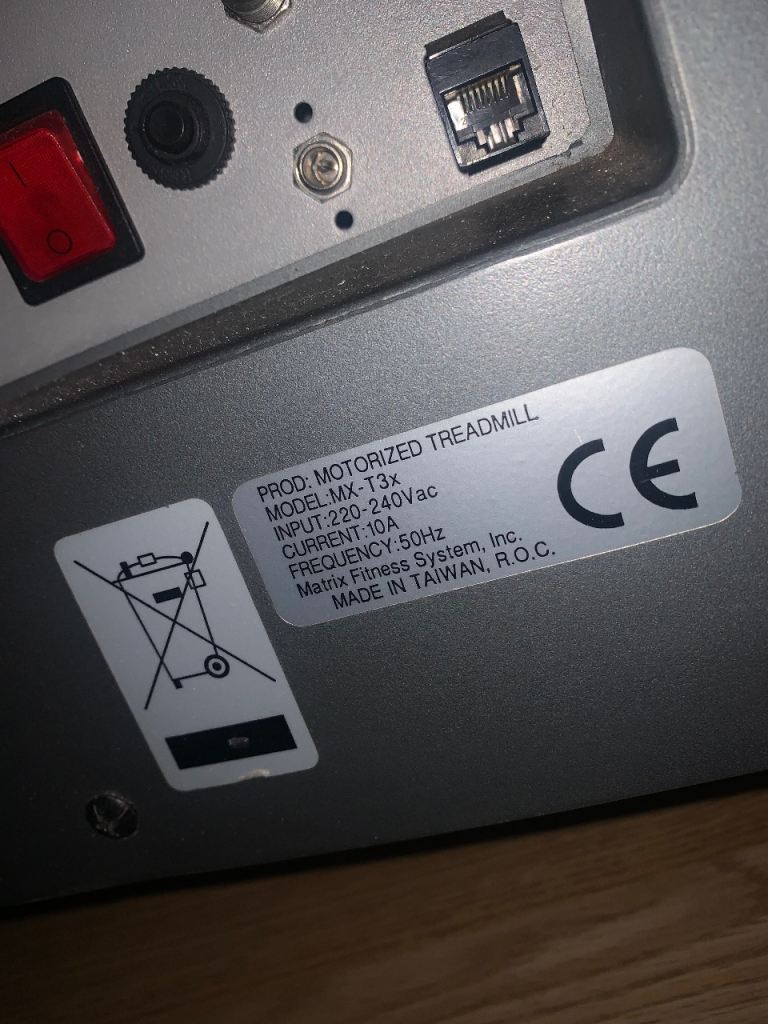 I
O
PROD: MOTORIZED TREADMILL
MODEL:MX-T3x
INPUT:220-240Vac
CURRENT:10A
FREQUENCY:50Hz
Matrix Fitness System, Inc.
MADE IN TAIWAN, R.O.C.
CE